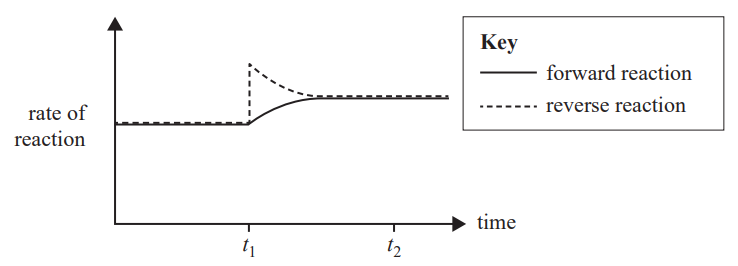 Key
forward reaction
reverse reaction
rate of
reaction
time
t₁
t₂